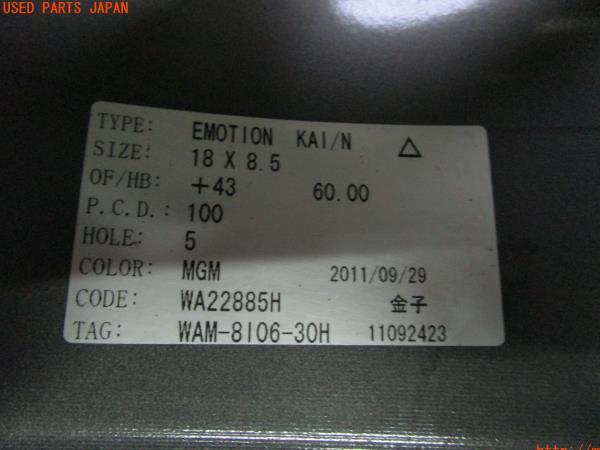 USED PARTS JAPAN
TYPE: EMOTION KAI/N △
SIZE: 18 X 8.5
OF/HB: +43 60.00
P.C.D.: 100
HOLE: 5
COLOR: MGM 2011/09/29
CODE: WA22885H 金子
TAG: WAM-8I06-30H 11092423